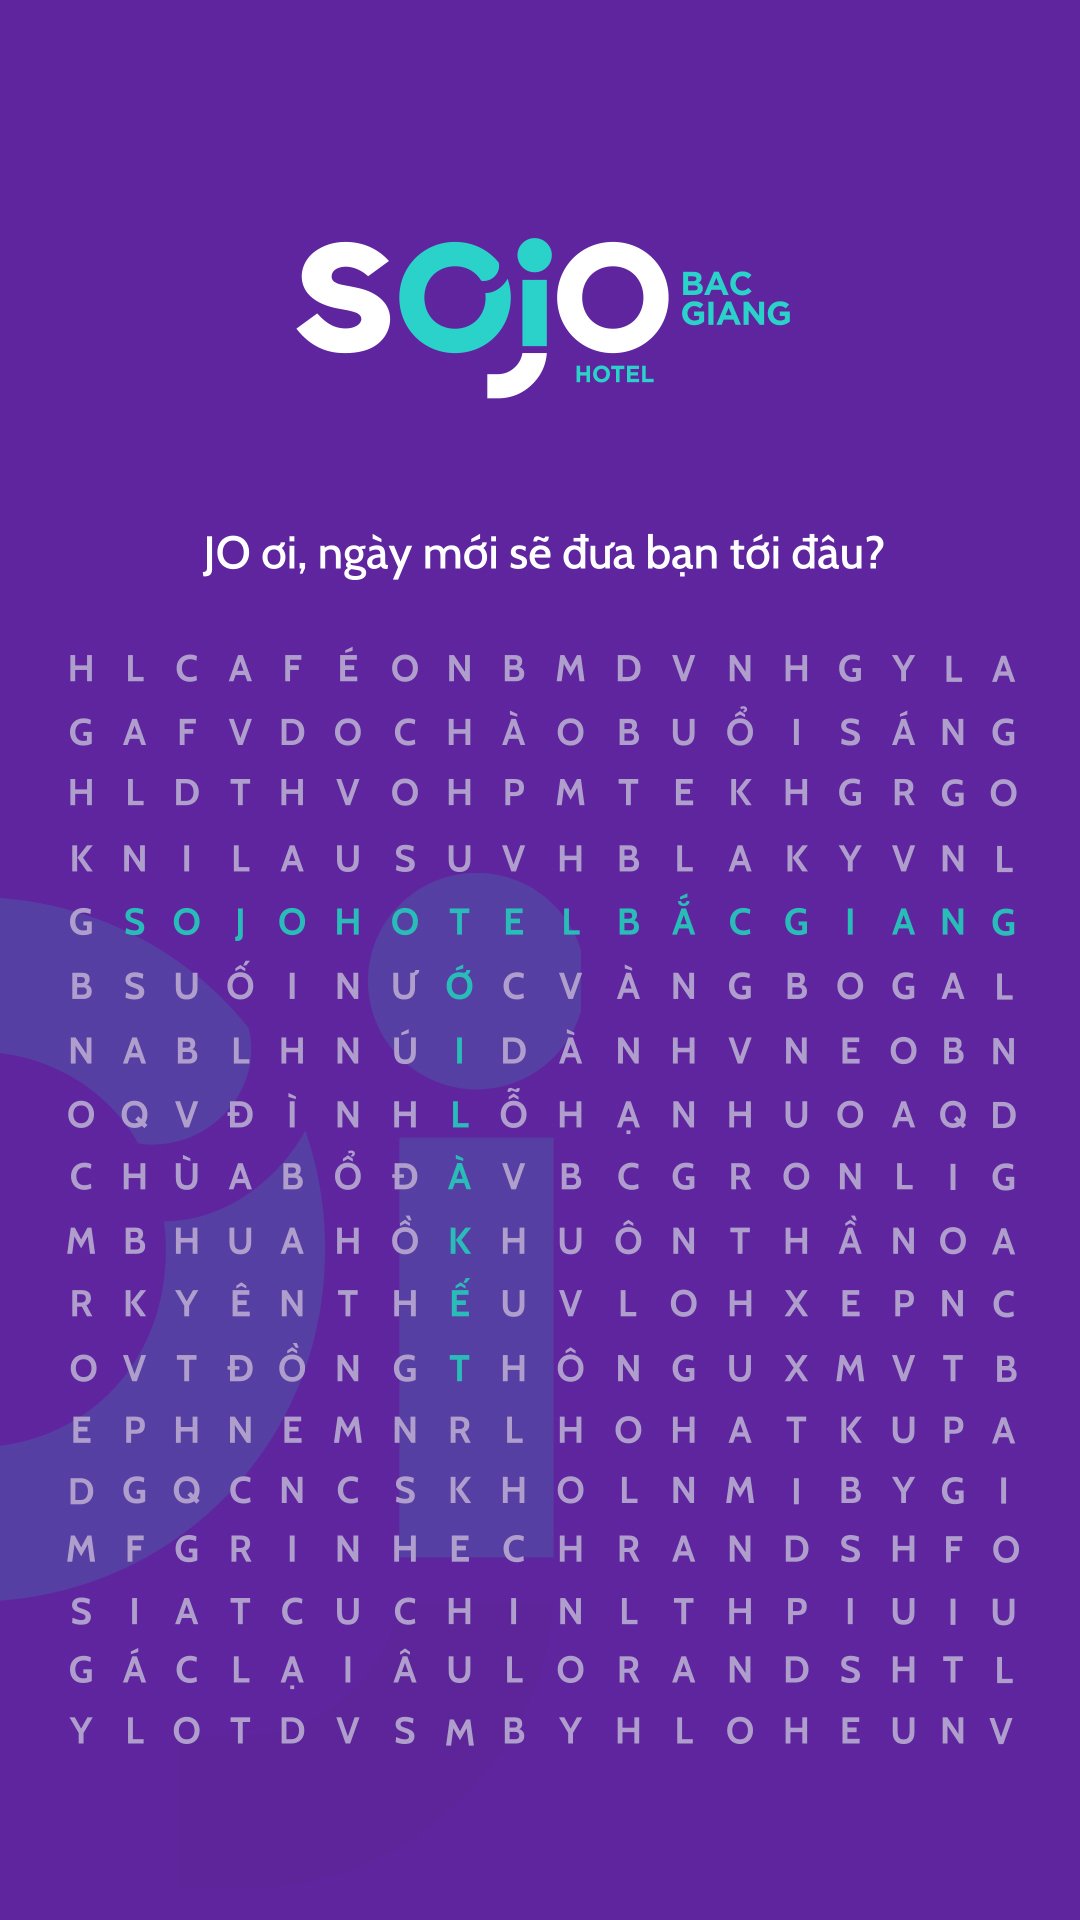 SOJO
BAC
GIANG
HOTEL
JO ơi, ngày mới sẽ đưa bạn tới đâu?
H L C A F É O N B M D V N H G Y L A
G A F V D O C H À O B U Ổ I S Á N G
H L D T H V O H P M T E K H G R G O
K N I L A U S U V H B L A K Y V N L
G S O J O H O T E L B Ắ C G I A N G
B S U Ố I N Ư Ớ C V À N G B O G A L
N A B L H N Ú I D À N H V N E O B N
O Q V Đ Ì N H L Ỗ H Ạ N H U O A Q D
C H Ù A B Ổ Đ À V B C G R O N L I G
M B H U A H Ồ K H U Ô N T H Ầ N O A
R K Y Ê N T H Ế U V L O H X E P N C
O V T Đ Ồ N G T H Ô N G U X M V T B
E P H N E M N R L H O H A T K U P A
D G Q C N C S K H O L N M I B Y G I
M F G R I N H E C H R A N D S H F O
S I A T C U C H I N L T H P I U I U
G Á C L Ạ I Â U L O R A N D S H T L
Y L O T D V S M B Y H L O H E U N V